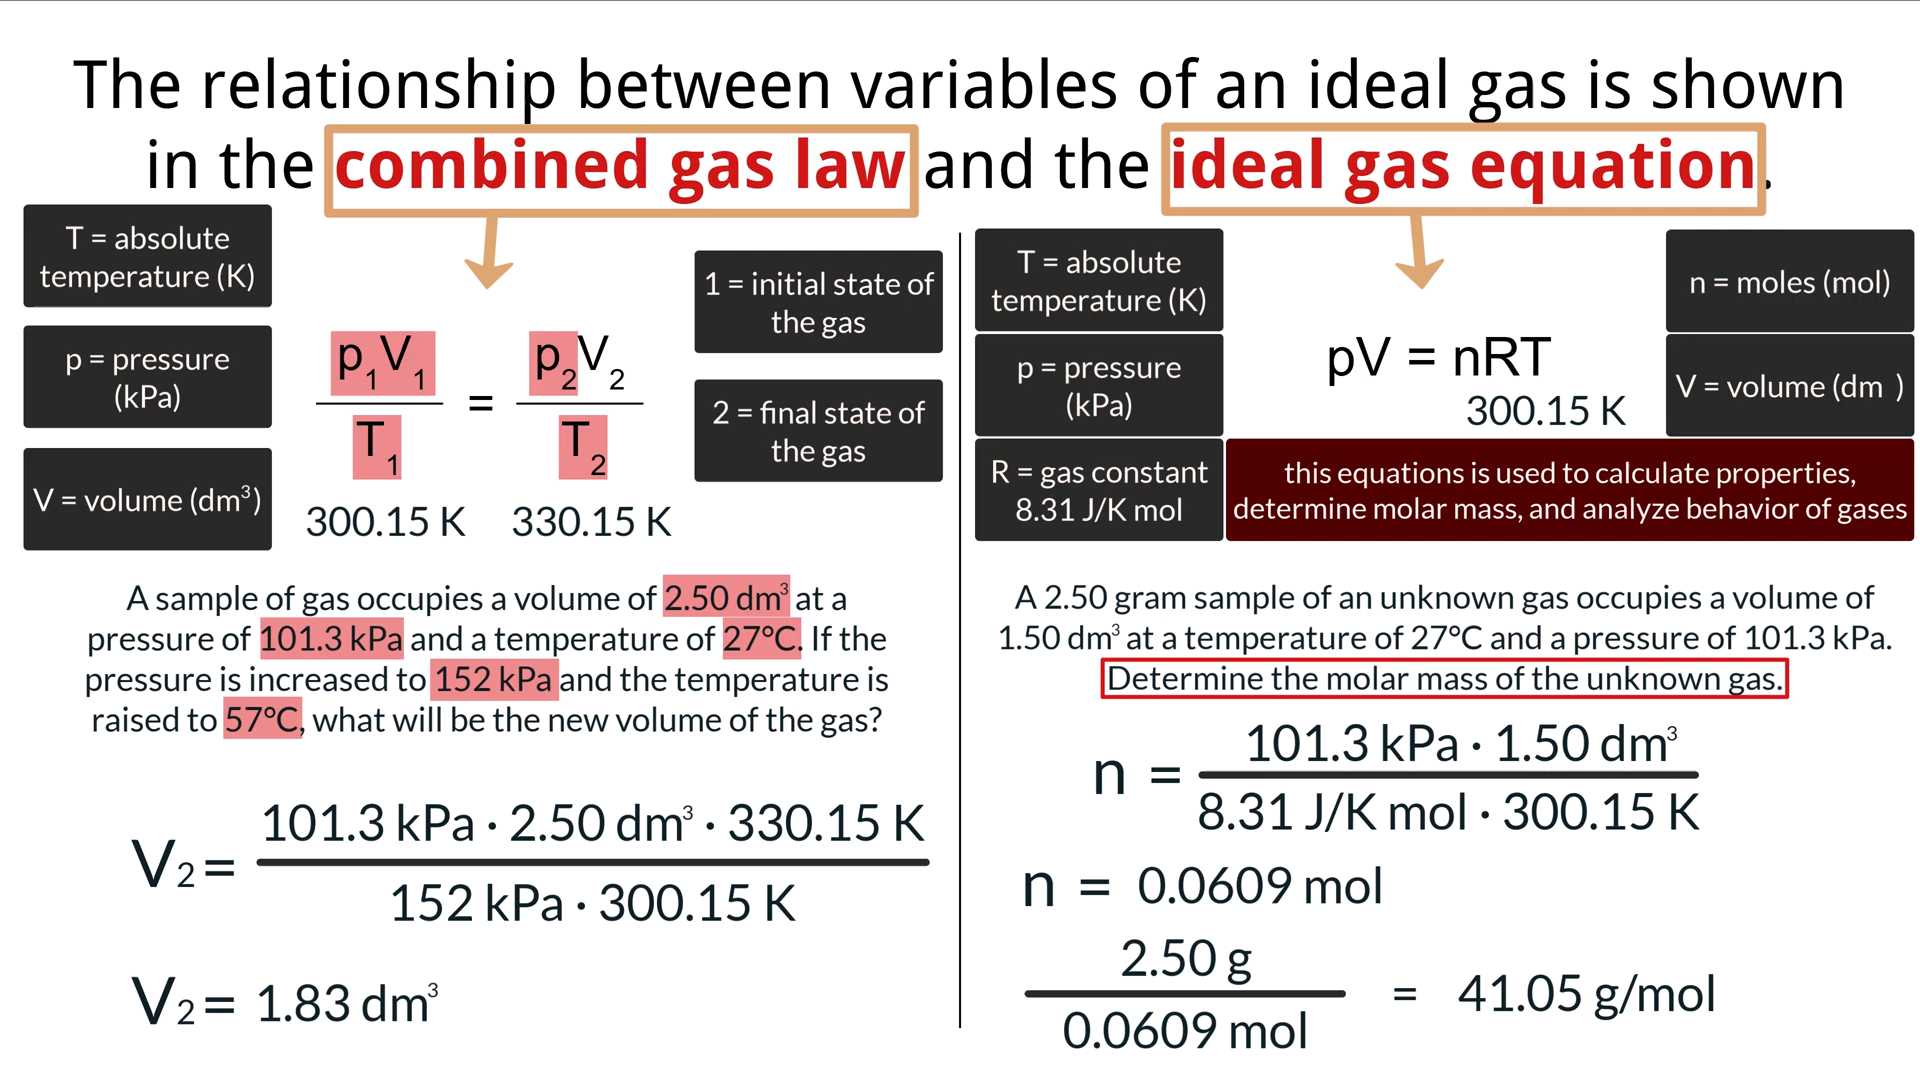 The relationship between variables of an ideal gas is shown
in the combined gas law and the ideal gas equation.
T = absolute
temperature (K)
p = pressure
(kPa)
V = volume (dm³)
p₁V₁ / T₁ = p₂V₂ / T₂
300.15 K 330.15 K
1 = initial state of
the gas
2 = final state of
the gas
A sample of gas occupies a volume of 2.50 dm³ at a
pressure of 101.3 kPa and a temperature of 27°C. If the
pressure is increased to 152 kPa and the temperature is
raised to 57°C, what will be the new volume of the gas?
V₂ = 101.3 kPa · 2.50 dm³ · 330.15 K
152 kPa · 300.15 K
V₂ = 1.83 dm³
T = absolute
temperature (K)
p = pressure
(kPa)
R = gas constant
8.31 J/K mol
pV = nRT
300.15 K
n = moles (mol)
V = volume (dm )
this equations is used to calculate properties,
determine molar mass, and analyze behavior of gases
A 2.50 gram sample of an unknown gas occupies a volume of
1.50 dm³ at a temperature of 27°C and a pressure of 101.3 kPa.
Determine the molar mass of the unknown gas.
n = 101.3 kPa · 1.50 dm³
8.31 J/K mol · 300.15 K
n = 0.0609 mol
2.50 g
0.0609 mol
= 41.05 g/mol